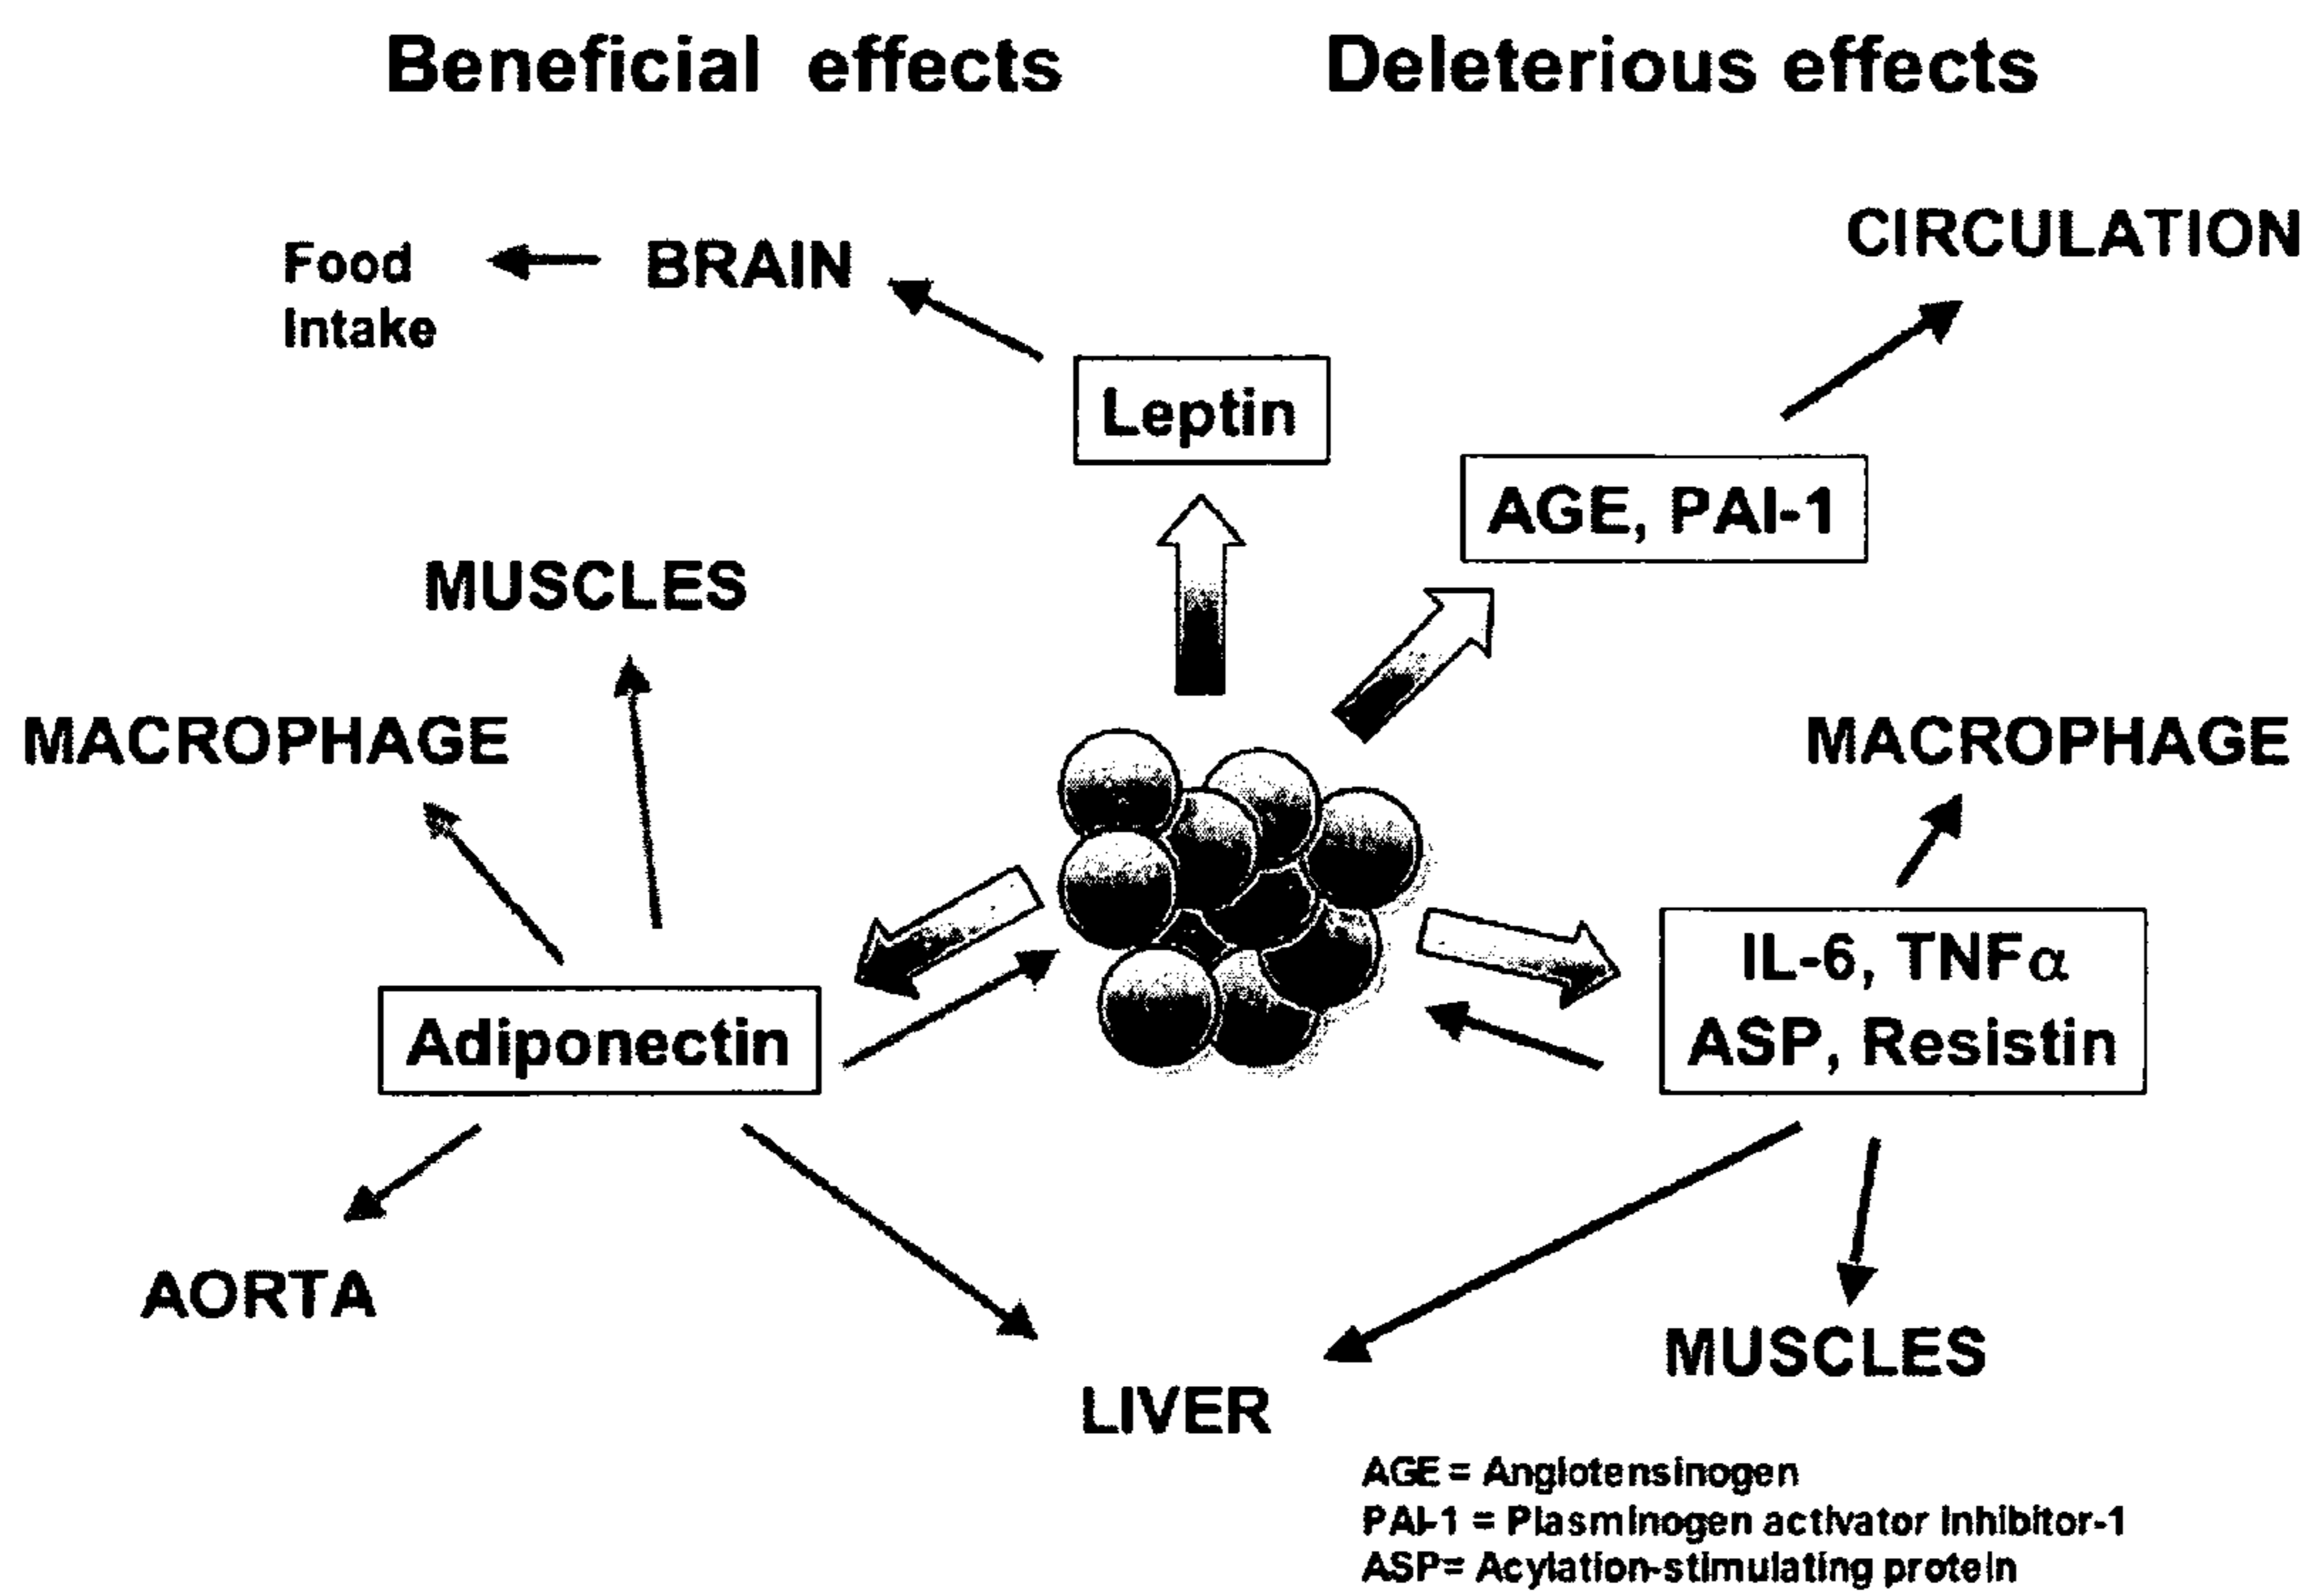 Beneficial effects
Deleterious effects
CIRCULATION
Food
Intake
BRAIN
Leptin
AGE, PAI-1
MUSCLES
MACROPHAGE
MACROPHAGE
IL-6, TNFα
ASP, Resistin
Adiponectin
AORTA
MUSCLES
LIVER
AGE = Angiotensinogen
PAI-1 = Plasminogen activator inhibitor-1
ASP= Acylation-stimulating protein